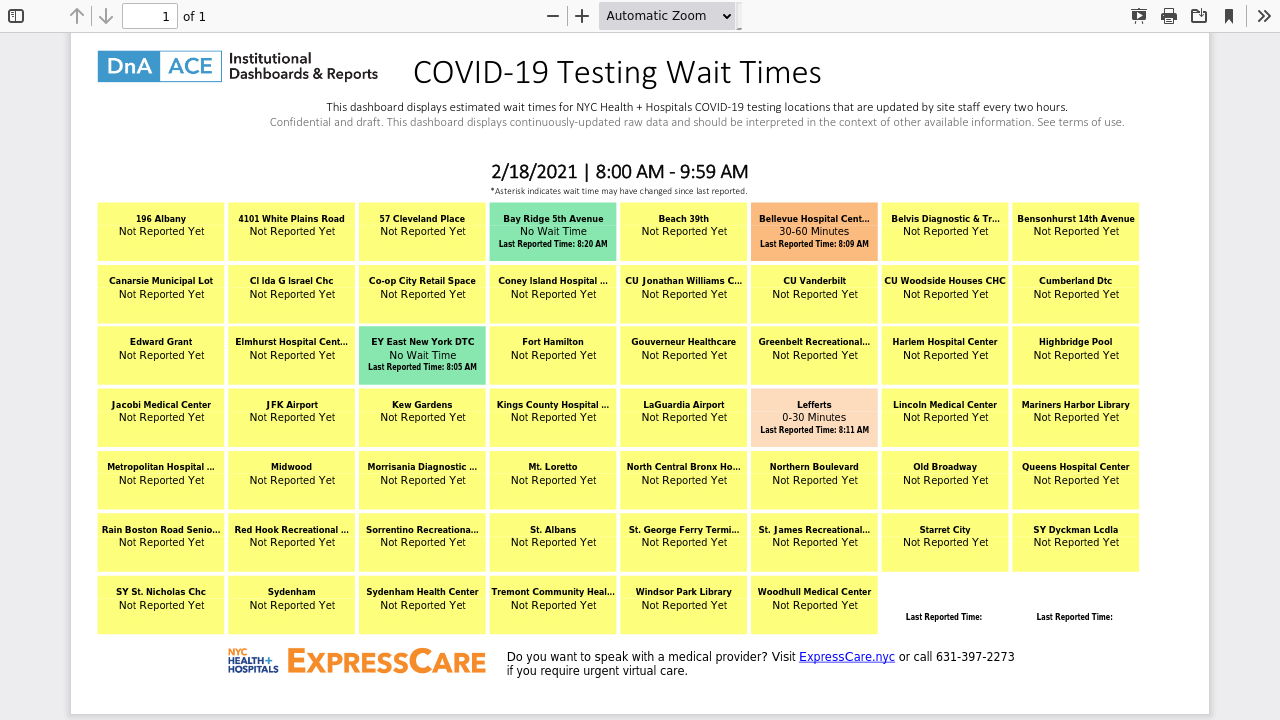 1 of 1 Automatic Zoom
DnA ACE Institutional Dashboards & Reports
COVID-19 Testing Wait Times
This dashboard displays estimated wait times for NYC Health + Hospitals COVID-19 testing locations that are updated by site staff every two hours.
Confidential and draft. This dashboard displays continuously-updated raw data and should be interpreted in the context of other available information. See terms of use.
2/18/2021 | 8:00 AM - 9:59 AM
*Asterisk indicates wait time may have changed since last reported.
196 Albany
Not Reported Yet
4101 White Plains Road
Not Reported Yet
57 Cleveland Place
Not Reported Yet
Bay Ridge 5th Avenue
No Wait Time
Last Reported Time: 8:20 AM
Beach 39th
Not Reported Yet
Bellevue Hospital Cent...
30-60 Minutes
Last Reported Time: 8:09 AM
Belvis Diagnostic & Tr...
Not Reported Yet
Bensonhurst 14th Avenue
Not Reported Yet
Canarsie Municipal Lot
Not Reported Yet
CI Ida G Israel Chc
Not Reported Yet
Co-op City Retail Space
Not Reported Yet
Coney Island Hospital ...
Not Reported Yet
CU Jonathan Williams C...
Not Reported Yet
CU Vanderbilt
Not Reported Yet
CU Woodside Houses CHC
Not Reported Yet
Cumberland Dtc
Not Reported Yet
Edward Grant
Not Reported Yet
Elmhurst Hospital Cent...
Not Reported Yet
EY East New York DTC
No Wait Time
Last Reported Time: 8:05 AM
Fort Hamilton
Not Reported Yet
Gouverneur Healthcare
Not Reported Yet
Greenbelt Recreational...
Not Reported Yet
Harlem Hospital Center
Not Reported Yet
Highbridge Pool
Not Reported Yet
Jacobi Medical Center
Not Reported Yet
JFK Airport
Not Reported Yet
Kew Gardens
Not Reported Yet
Kings County Hospital ...
Not Reported Yet
LaGuardia Airport
Not Reported Yet
Lefferts
0-30 Minutes
Last Reported Time: 8:11 AM
Lincoln Medical Center
Not Reported Yet
Mariners Harbor Library
Not Reported Yet
Metropolitan Hospital ...
Not Reported Yet
Midwood
Not Reported Yet
Morrisania Diagnostic ...
Not Reported Yet
Mt. Loretto
Not Reported Yet
North Central Bronx Ho...
Not Reported Yet
Northern Boulevard
Not Reported Yet
Old Broadway
Not Reported Yet
Queens Hospital Center
Not Reported Yet
Rain Boston Road Senio...
Not Reported Yet
Red Hook Recreational ...
Not Reported Yet
Sorrentino Recreationa...
Not Reported Yet
St. Albans
Not Reported Yet
St. George Ferry Termi...
Not Reported Yet
St. James Recreational...
Not Reported Yet
Starret City
Not Reported Yet
SY Dyckman Lcdla
Not Reported Yet
SY St. Nicholas Chc
Not Reported Yet
Sydenham
Not Reported Yet
Sydenham Health Center
Not Reported Yet
Tremont Community Heal...
Not Reported Yet
Windsor Park Library
Not Reported Yet
Woodhull Medical Center
Not Reported Yet
Last Reported Time:
Last Reported Time:
NYC
HEALTH+
HOSPITALS
EXPRESSCARE
Do you want to speak with a medical provider? Visit ExpressCare.nyc or call 631-397-2273
if you require urgent virtual care.